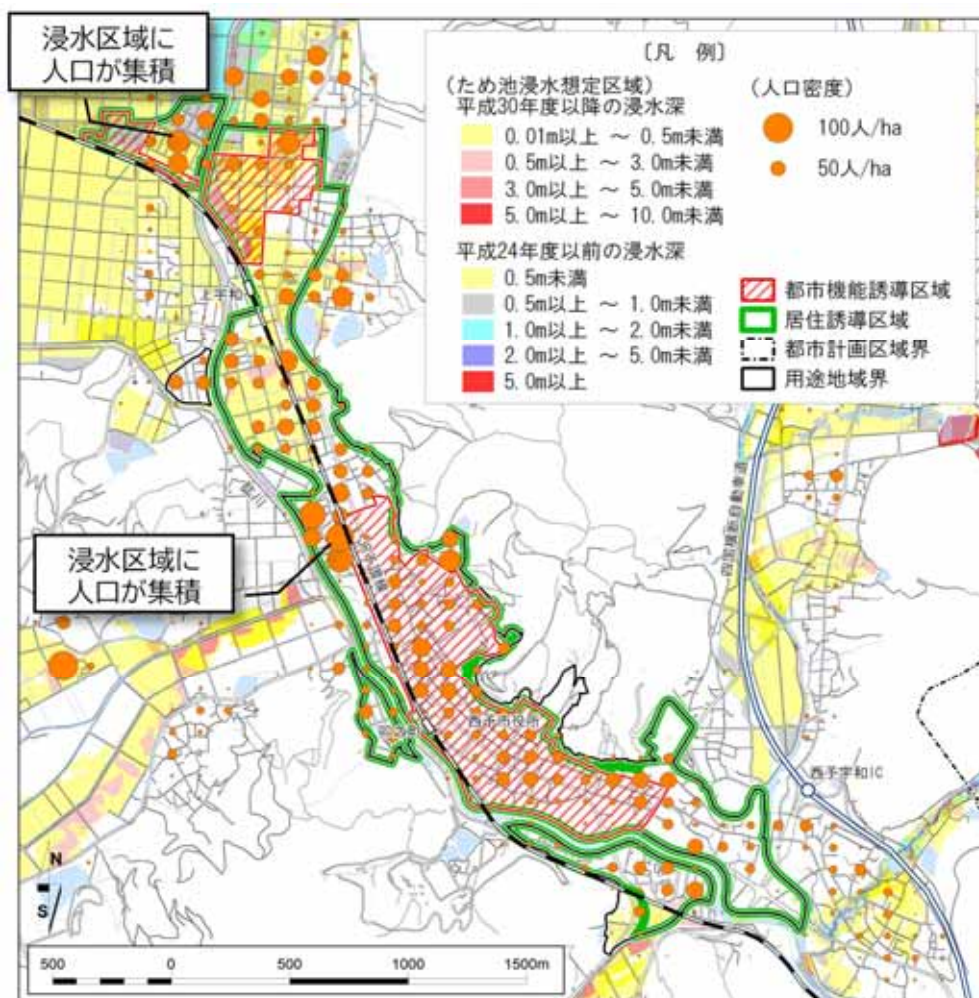 浸水区域に
人口が集積
〔凡 例〕
(ため池浸水想定区域)
平成30年度以降の浸水深
0.01m以上 ～ 0.5m未満
0.5m以上 ～ 3.0m未満
3.0m以上 ～ 5.0m未満
5.0m以上 ～ 10.0m未満
平成24年度以前の浸水深
0.5m未満
0.5m以上 ～ 1.0m未満
1.0m以上 ～ 2.0m未満
2.0m以上 ～ 5.0m未満
5.0m以上
(人口密度)
100人/ha
50人/ha
都市機能誘導区域
居住誘導区域
都市計画区域界
用途地域界
上宇和
肱川
浸水区域に
人口が集積
四国横断自動車道
西予市役所
西予宇和IC
N
S
500
0
500
1000
1500m